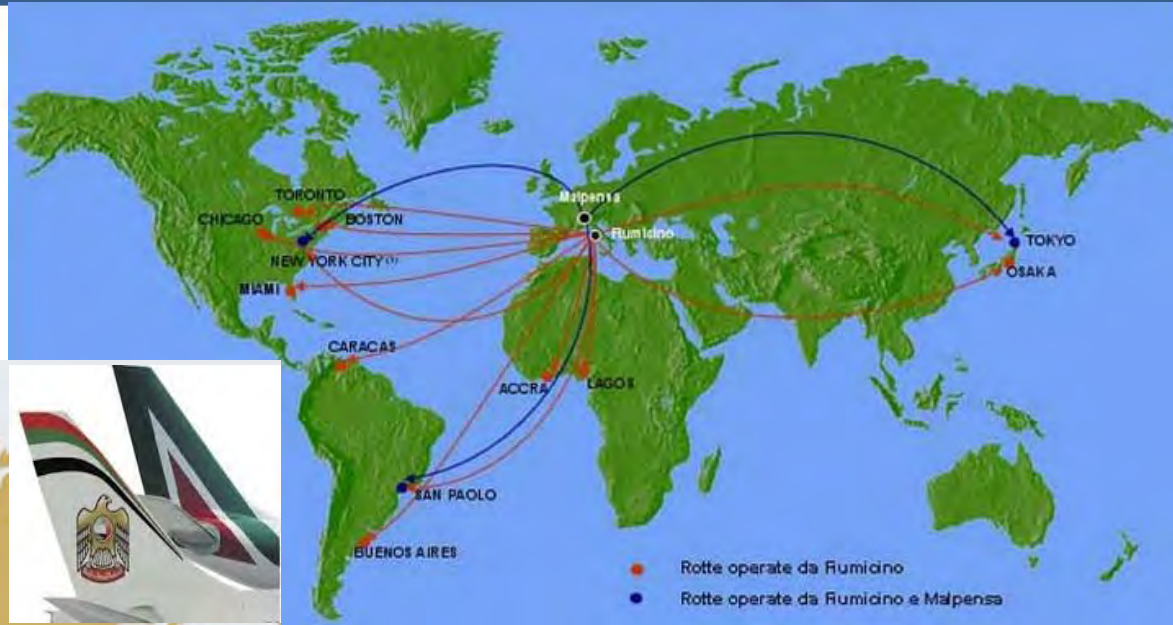 Malpensa
TORONTO
CHICAGO
BOSTON
Fiumicino
TOKYO
NEW YORK CITY (1)
OSAKA
MIAMI
CARACAS
ACCRA
LAGOS
SAN PAOLO
BUENOS AIRES
Rotte operate da Fiumicino
Rotte operate da Fiumicino e Malpensa